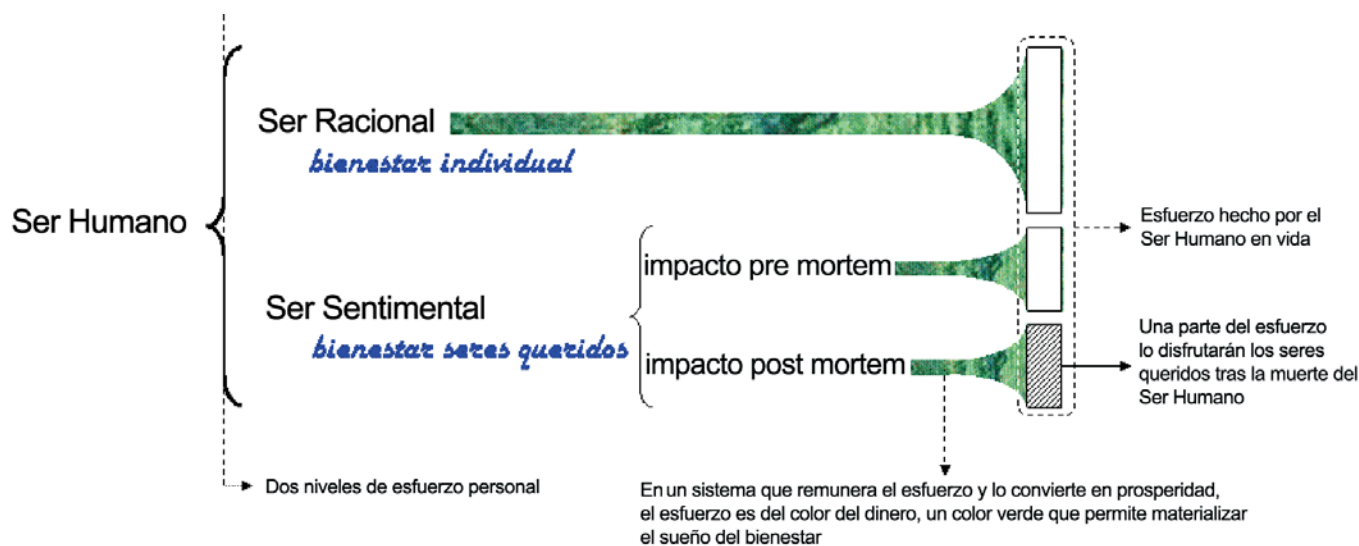 Ser Humano
Ser Racional
bienestar individual
Ser Sentimental
bienestar seres queridos
impacto pre mortem
impacto post mortem
Esfuerzo hecho por el
Ser Humano en vida
Una parte del esfuerzo
lo disfrutarán los seres
queridos tras la muerte del
Ser Humano
Dos niveles de esfuerzo personal
En un sistema que remunera el esfuerzo y lo convierte en prosperidad,
el esfuerzo es del color del dinero, un color verde que permite materializar
el sueño del bienestar